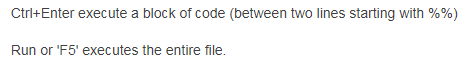 Ctrl+Enter execute a block of code (between two lines starting with %%)
Run or 'F5' executes the entire file.